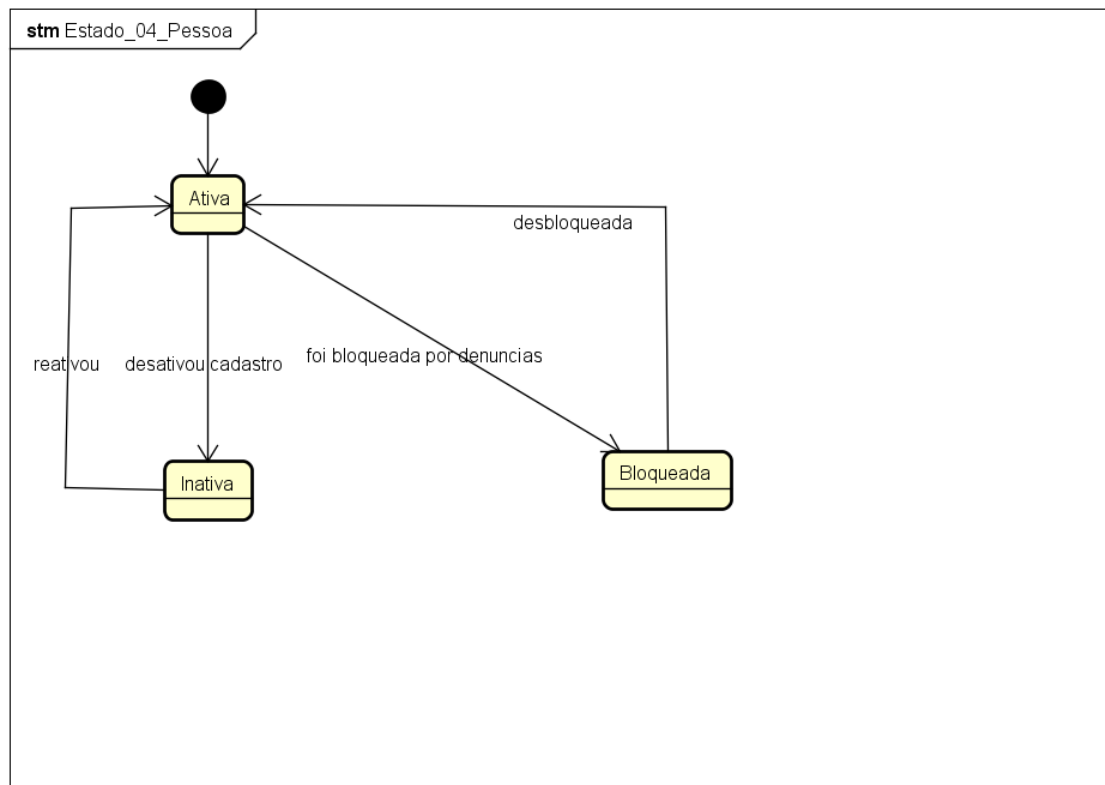 stm Estado_04_Pessoa
Ativa
desbloqueada
foi bloqueada por denuncias
reativou
desativou cadastro
Bloqueada
Inativa